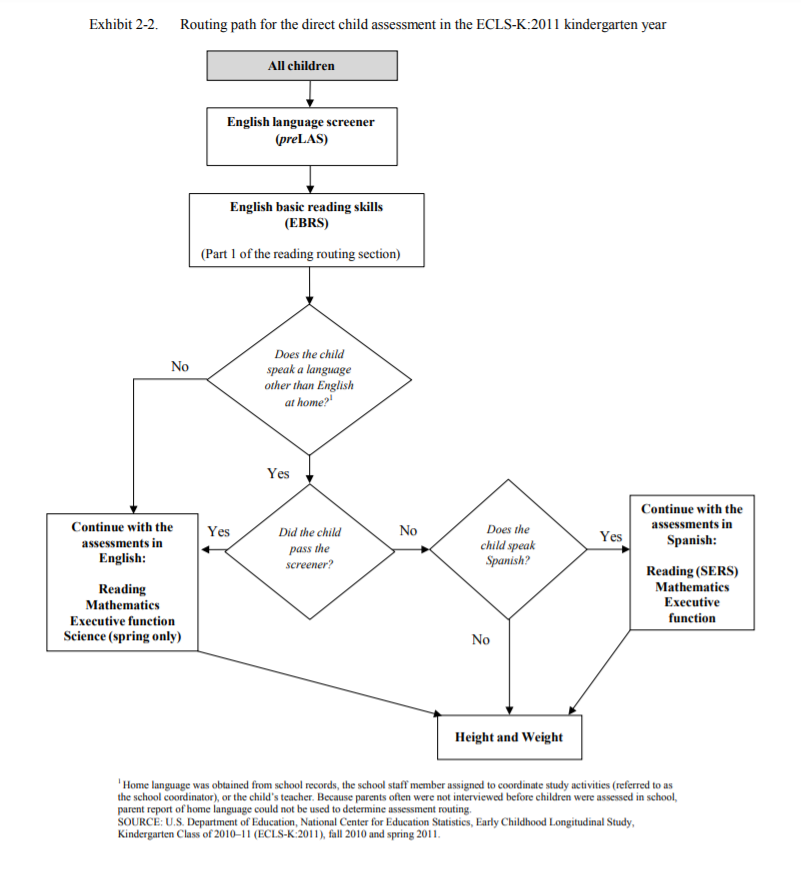 Exhibit 2-2. Routing path for the direct child assessment in the ECLS-K:2011 kindergarten year
All children
English language screener
(preLAS)
English basic reading skills
(EBRS)
(Part 1 of the reading routing section)
Does the child
speak a language
other than English
at home?1
No
Yes
Did the child
pass the
screener?
Yes
No
Continue with the
assessments in
English:
Reading
Mathematics
Executive function
Science (spring only)
Does the
child speak
Spanish?
Yes
No
Continue with the
assessments in
Spanish:
Reading (SERS)
Mathematics
Executive
function
Height and Weight
1 Home language was obtained from school records, the school staff member assigned to coordinate study activities (referred to as
the school coordinator), or the child's teacher. Because parents often were not interviewed before children were assessed in school,
parent report of home language could not be used to determine assessment routing.
SOURCE: U.S. Department of Education, National Center for Education Statistics, Early Childhood Longitudinal Study,
Kindergarten Class of 2010–11 (ECLS-K:2011), fall 2010 and spring 2011.